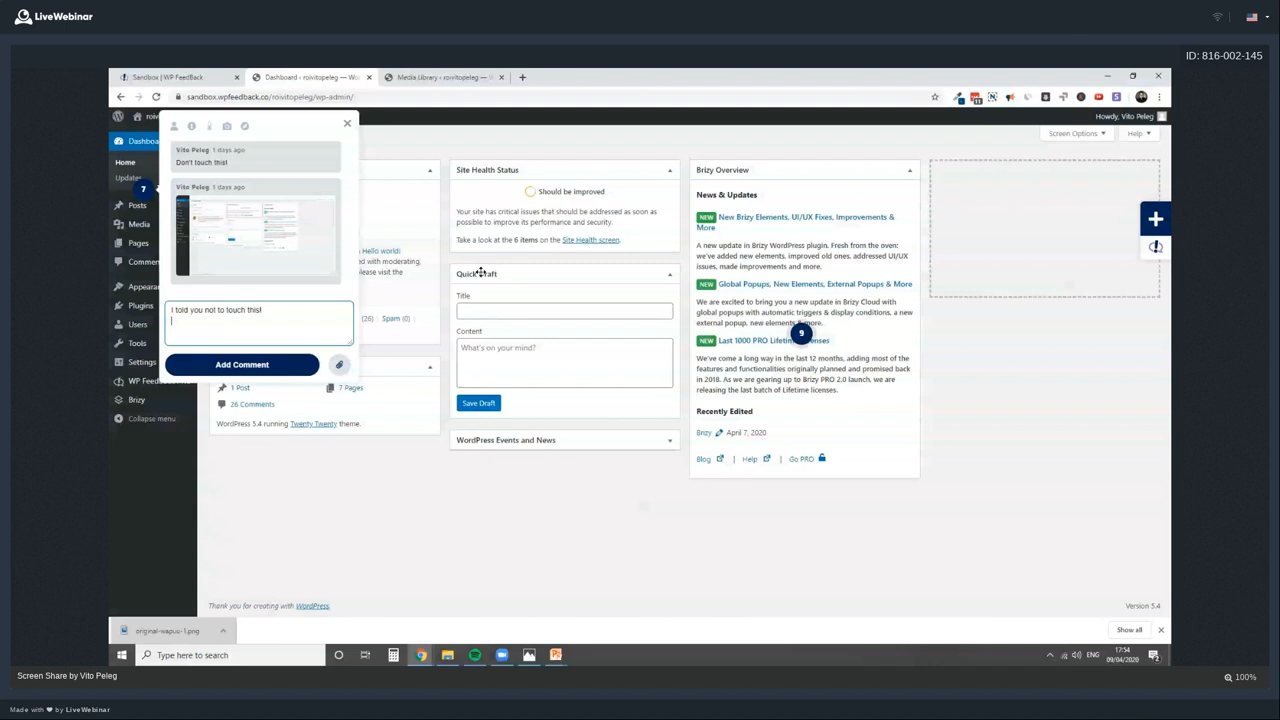 LiveWebinar
ID: 816-002-145
Sandbox | WP FeedBack
Dashboard ‹ roivitopeleg — Wo
Media Library ‹ roivitopeleg — W
sandbox.wpfeedback.co/roivitopeleg/wp-admin/
roiv
Howdy, Vito Peleg
Screen Options
Help
Dashboa
Home
Updates
7
Posts
Media
Pages
Commen
Appearan
Plugins
Users
Tools
Settings
WP Feed
Brizy
Collapse menu
Vito Peleg 1 days ago
Don't touch this!
Vito Peleg 1 days ago
I told you not to touch this!
Add Comment
Hello world!
ed with moderating,
please visit the
(26) Spam (0)
1 Post
7 Pages
26 Comments
WordPress 5.4 running Twenty Twenty theme.
Site Health Status
Should be improved
Your site has critical issues that should be addressed as soon as
possible to improve its performance and security.
Take a look at the 6 items on the Site Health screen.
Quick Draft
Title
Content
What's on your mind?
Save Draft
WordPress Events and News
Brizy Overview
News & Updates
NEW New Brizy Elements, UI/UX Fixes, Improvements &
More
A new update in Brizy WordPress plugin. Fresh from the oven:
we've added new elements, improved old ones, addressed UI/UX
issues, made improvements and more.
NEW Global Popups, New Elements, External Popups & More
We are excited to bring you a new update in Brizy Cloud with
global popups with automatic triggers & display conditions, a new
external popup, new elements & more.
9
NEW Last 1000 PRO Lifetime Licenses
We've come a long way in the last 12 months, adding most of the
features and functionalities originally planned and promised back
in 2018. As we are gearing up to Brizy PRO 2.0 launch, we are
releasing the last batch of Lifetime licenses.
Recently Edited
Brizy April 7, 2020
Blog | Help | Go PRO
Thank you for creating with WordPress.
Version 5.4
original-wapuu-1.png
Show all
Type here to search
ENG
17:54
09/04/2020
2
Screen Share by Vito Peleg
100%
Made with ❤ by LiveWebinar